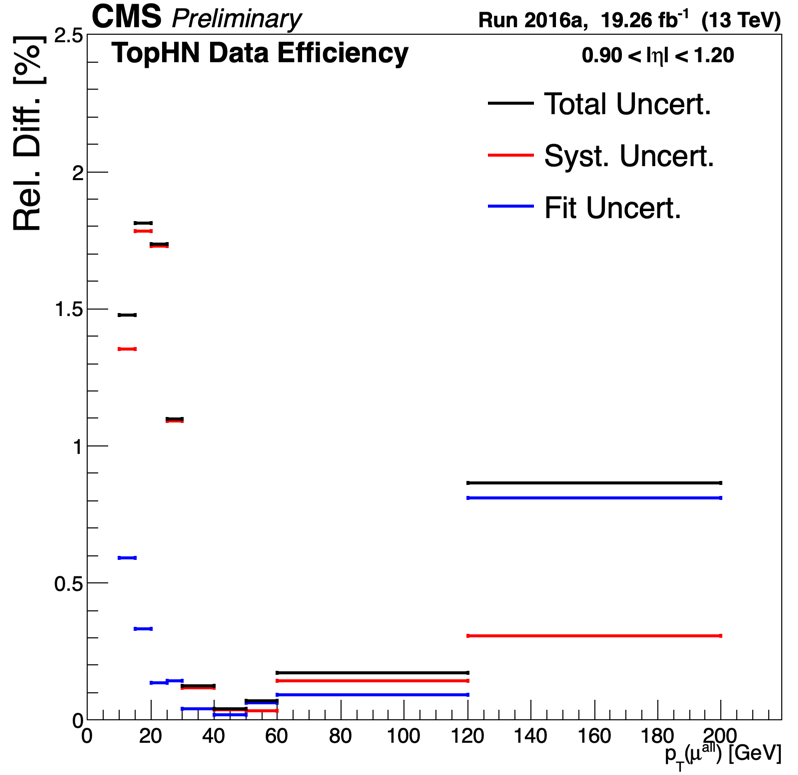 CMS Preliminary
Run 2016a, 19.26 fb⁻¹ (13 TeV)
TopHN Data Efficiency
0.90 < |η| < 1.20
Total Uncert.
Syst. Uncert.
Fit Uncert.
Rel. Diff. [%]
2.5
2
1.5
1
0.5
0
0 20 40 60 80 100 120 140 160 180 200
p_T(μ^all) [GeV]